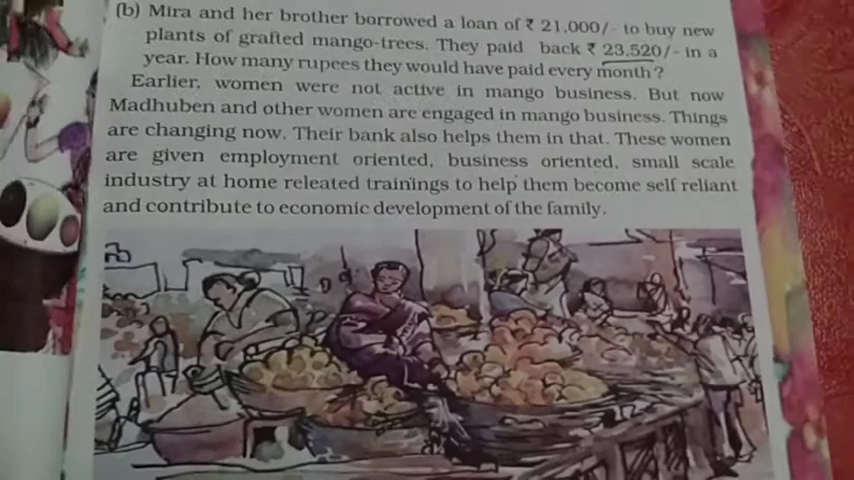 (b) Mira and her brother borrowed a loan of ₹ 21,000/- to buy new
plants of grafted mango-trees. They paid back ₹ 23,520/- in a
year. How many rupees they would have paid every month?
Earlier, women were not active in mango business. But now
Madhuben and other women are engaged in mango business. Things
are changing now. Their bank also helps them in that. These women
are given employment oriented, business oriented, small scale
industry at home releated trainings to help them become self reliant
and contribute to economic development of the family.